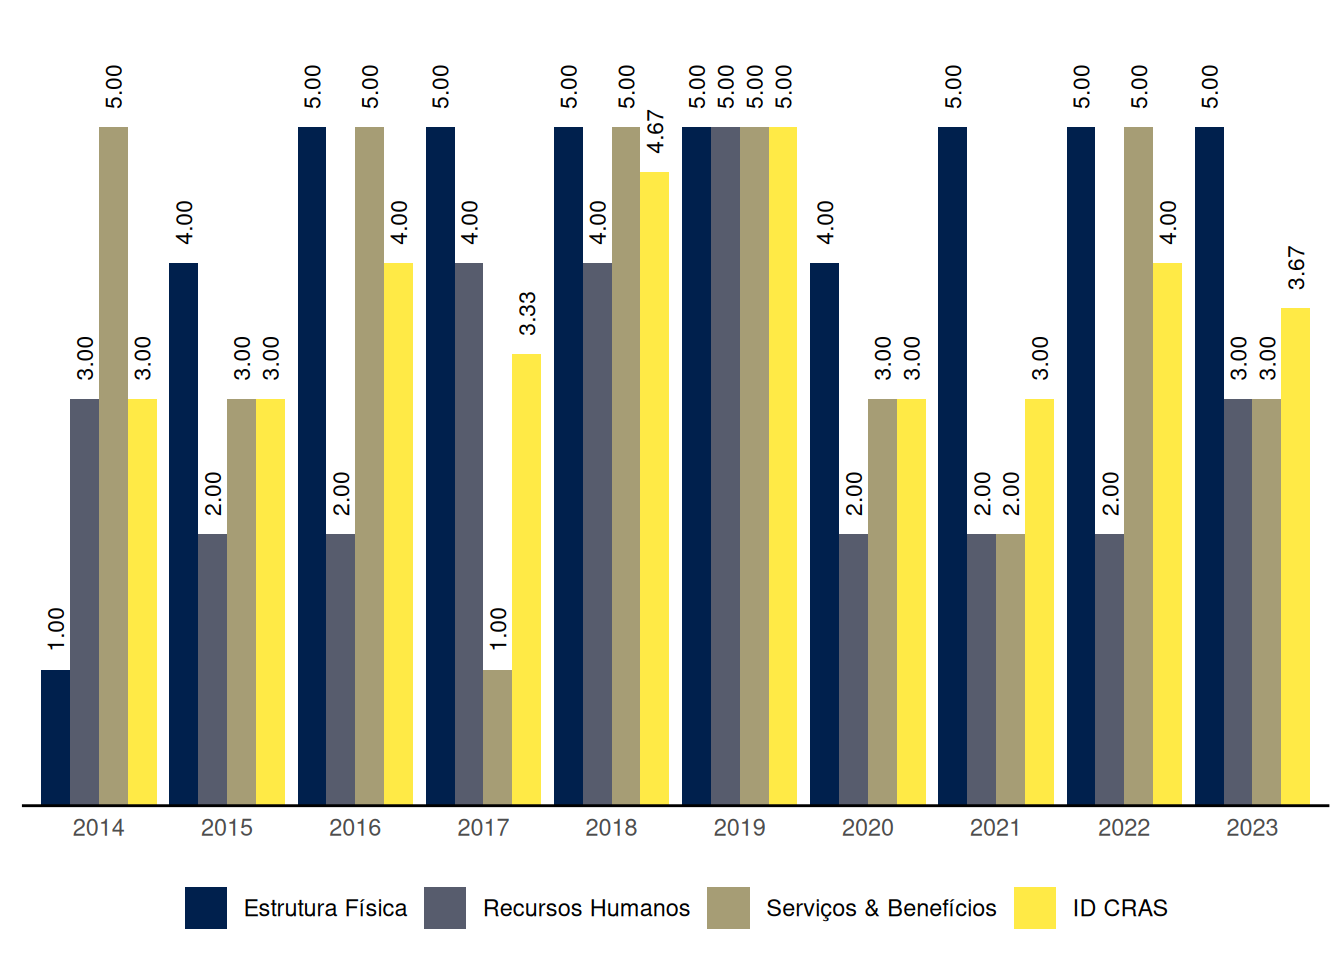 1.00 3.00 5.00 3.00 4.00 2.00 3.00 3.00 5.00 2.00 5.00 4.00 5.00 4.00 1.00 3.33 5.00 4.00 5.00 4.67 5.00 5.00 5.00 5.00 4.00 2.00 3.00 3.00 5.00 2.00 2.00 3.00 5.00 2.00 5.00 4.00 5.00 3.00 3.00 3.67
2014 2015 2016 2017 2018 2019 2020 2021 2022 2023
Estrutura Física Recursos Humanos Serviços & Benefícios ID CRAS